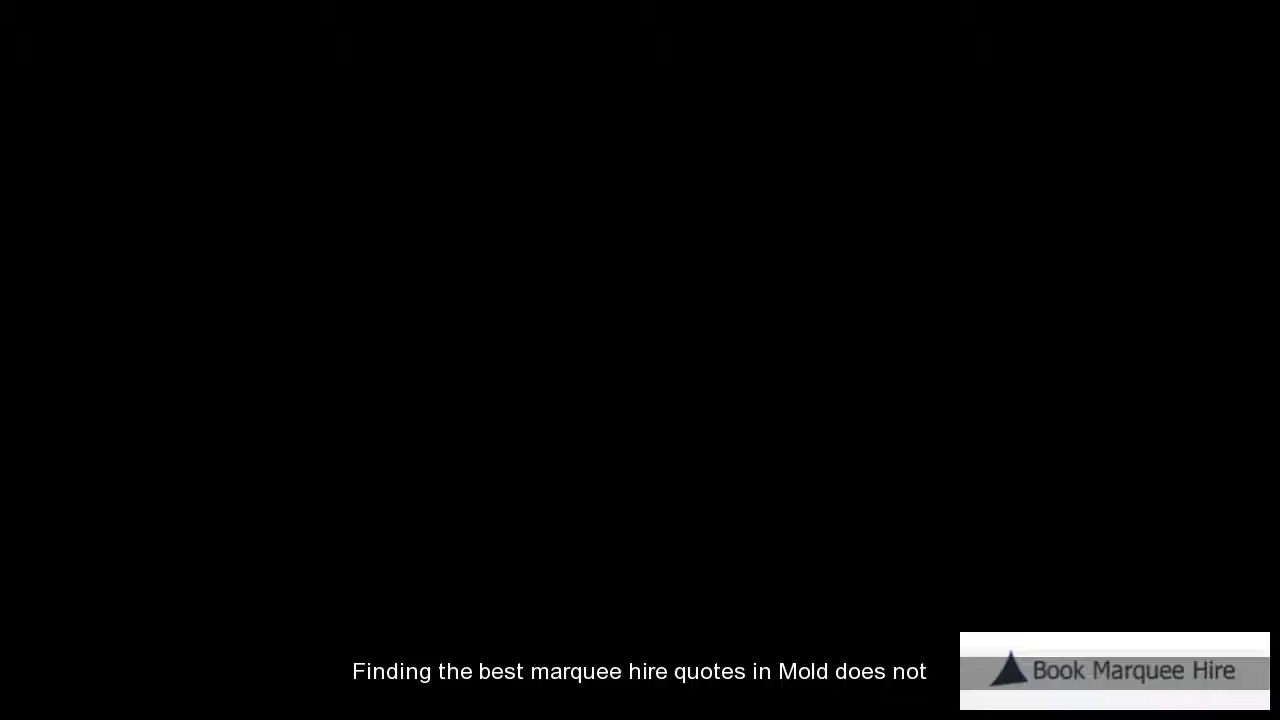 Finding the best marquee hire quotes in Mold does not
Book Marquee Hire